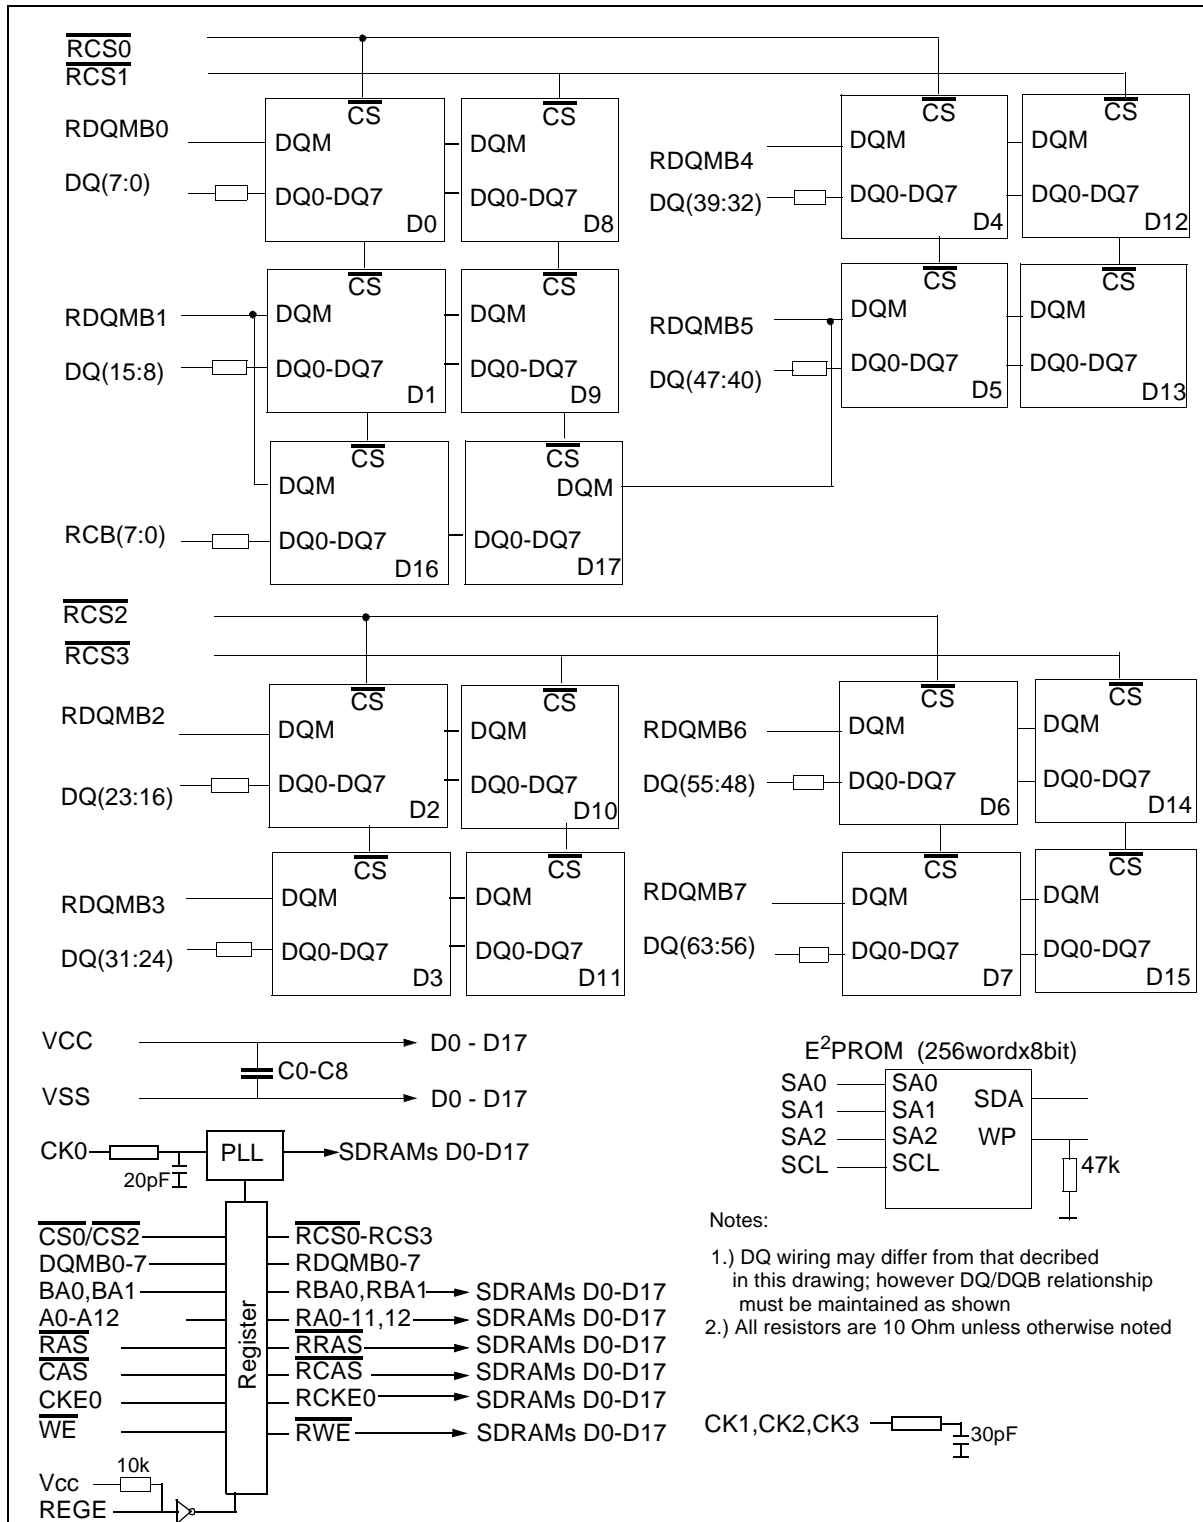 RCS0
RCS1
RDQMB0
DQ(7:0)
CS
DQM
DQ0-DQ7
D0
CS
DQM
DQ0-DQ7
D8
RDQMB4
DQ(39:32)
CS
DQM
DQ0-DQ7
D4
CS
DQM
DQ0-DQ7
D12
RDQMB1
DQ(15:8)
CS
DQM
DQ0-DQ7
D1
CS
DQM
DQ0-DQ7
D9
RDQMB5
DQ(47:40)
CS
DQM
DQ0-DQ7
D5
CS
DQM
DQ0-DQ7
D13
RCB(7:0)
CS
DQM
DQ0-DQ7
D16
CS
DQM
DQ0-DQ7
D17
RCS2
RCS3
RDQMB2
DQ(23:16)
CS
DQM
DQ0-DQ7
D2
CS
DQM
DQ0-DQ7
D10
RDQMB6
DQ(55:48)
CS
DQM
DQ0-DQ7
D6
CS
DQM
DQ0-DQ7
D14
RDQMB3
DQ(31:24)
CS
DQM
DQ0-DQ7
D3
CS
DQM
DQ0-DQ7
D11
RDQMB7
DQ(63:56)
CS
DQM
DQ0-DQ7
D7
CS
DQM
DQ0-DQ7
D15
VCC
D0 - D17
C0-C8
VSS
D0 - D17
E2PROM (256wordx8bit)
SA0 SA0
SA1 SA1
SA2 SA2
SCL SCL
SDA
WP
47k
CK0
20pF
PLL
SDRAMs D0-D17
Register
CS0/CS2 RCS0-RCS3
DQMB0-7 RDQMB0-7
BA0,BA1 RBA0,RBA1 SDRAMs D0-D17
A0-A12 RA0-11,12 SDRAMs D0-D17
RAS RRAS SDRAMs D0-D17
CAS RCAS SDRAMs D0-D17
CKE0 RCKE0 SDRAMs D0-D17
WE RWE SDRAMs D0-D17
10k
Vcc
REGE
Notes:
1.) DQ wiring may differ from that decribed
in this drawing; however DQ/DQB relationship
must be maintained as shown
2.) All resistors are 10 Ohm unless otherwise noted
CK1,CK2,CK3
30pF